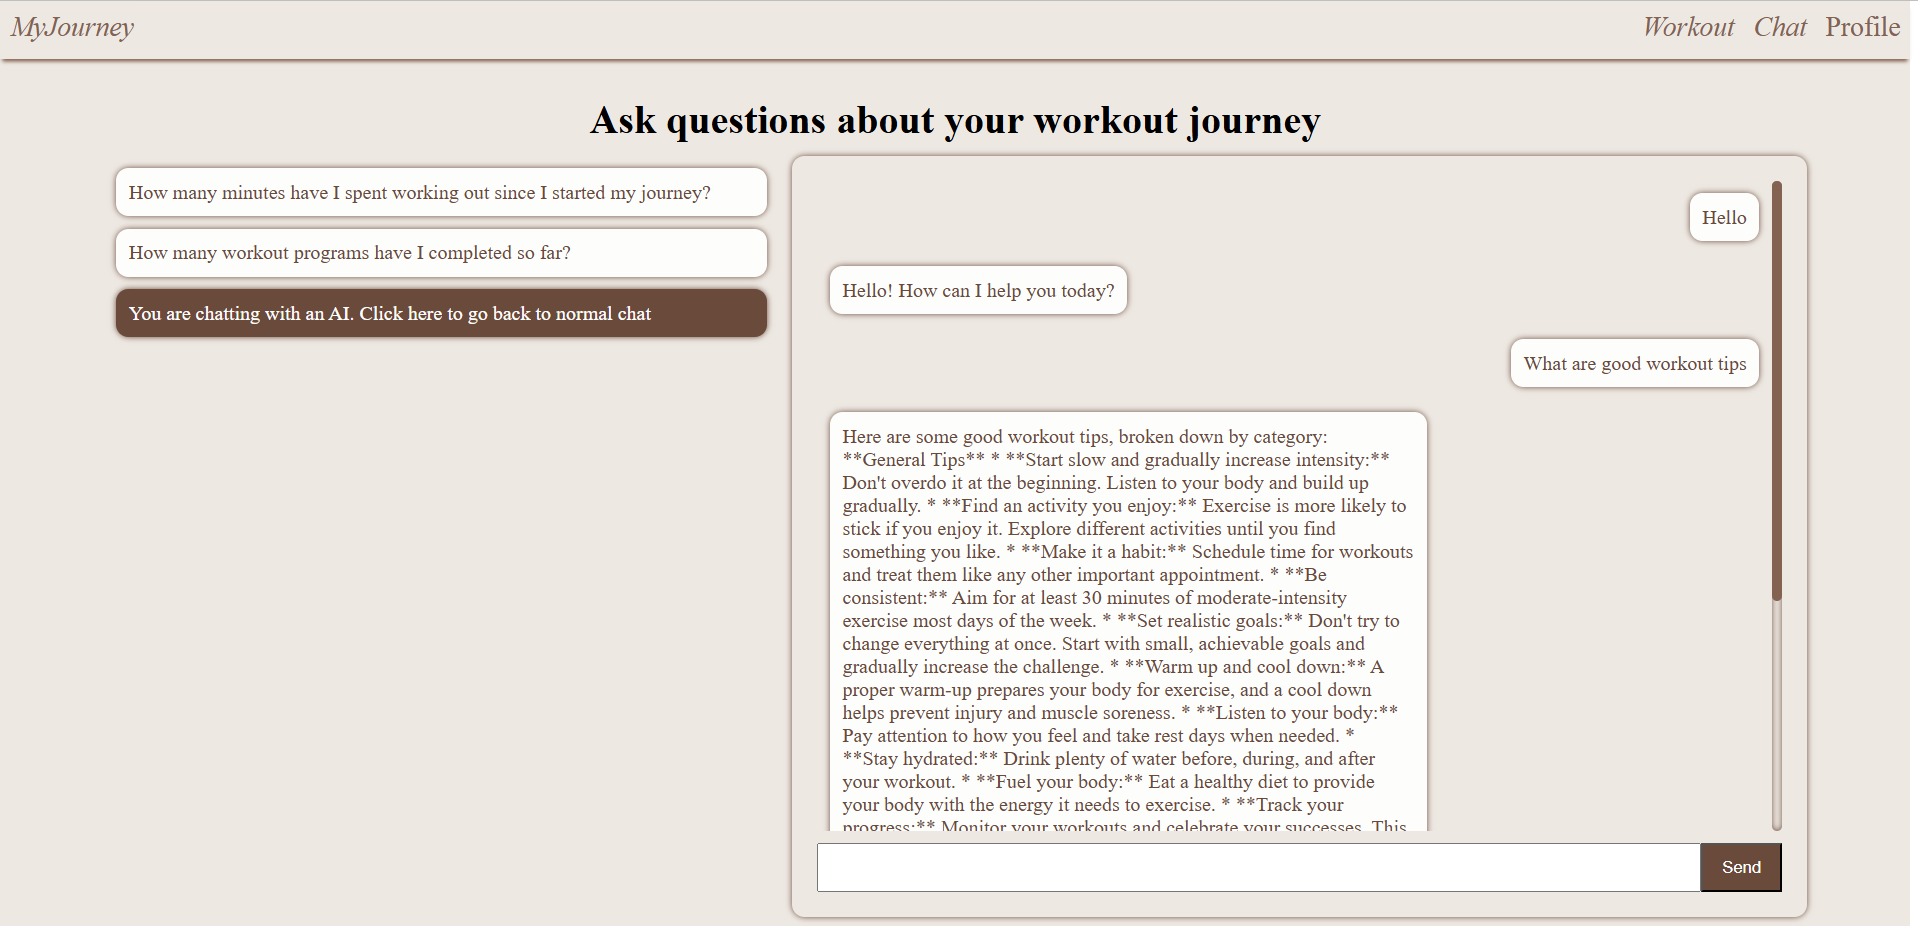 MyJourney
Workout Chat Profile
Ask questions about your workout journey
How many minutes have I spent working out since I started my journey?
How many workout programs have I completed so far?
You are chatting with an AI. Click here to go back to normal chat
Hello
Hello! How can I help you today?
What are good workout tips
Here are some good workout tips, broken down by category:
**General Tips** * **Start slow and gradually increase intensity:**
Don't overdo it at the beginning. Listen to your body and build up
gradually. * **Find an activity you enjoy:** Exercise is more likely to
stick if you enjoy it. Explore different activities until you find
something you like. * **Make it a habit:** Schedule time for workouts
and treat them like any other important appointment. * **Be
consistent:** Aim for at least 30 minutes of moderate-intensity
exercise most days of the week. * **Set realistic goals:** Don't try to
change everything at once. Start with small, achievable goals and
gradually increase the challenge. * **Warm up and cool down:** A
proper warm-up prepares your body for exercise, and a cool down
helps prevent injury and muscle soreness. * **Listen to your body:**
Pay attention to how you feel and take rest days when needed. *
**Stay hydrated:** Drink plenty of water before, during, and after
your workout. * **Fuel your body:** Eat a healthy diet to provide
your body with the energy it needs to exercise. * **Track your
progress:** Monitor your workouts and celebrate your successes. This
Send